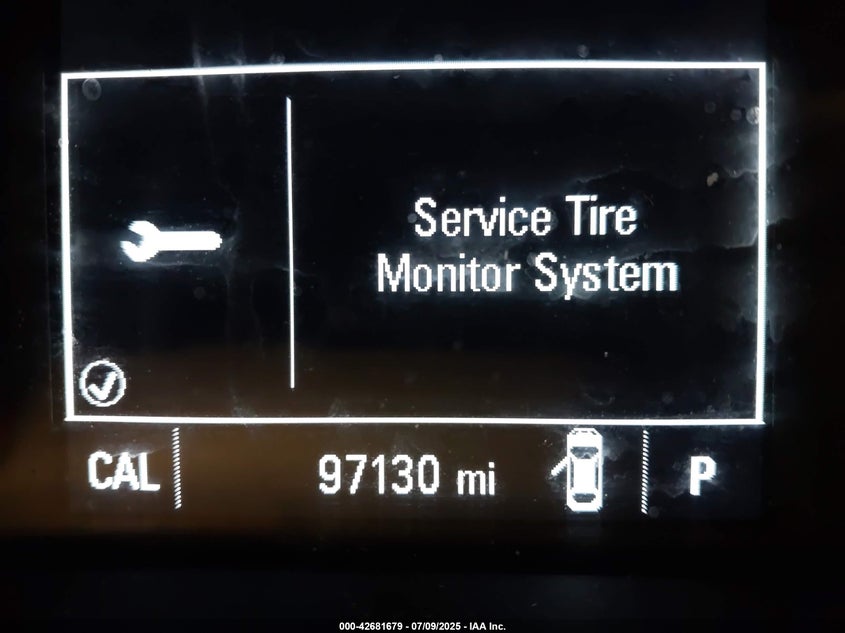 Service Tire
Monitor System
CAL
97130 mi
P
000-42681679 - 07/09/2025 - IAA Inc.